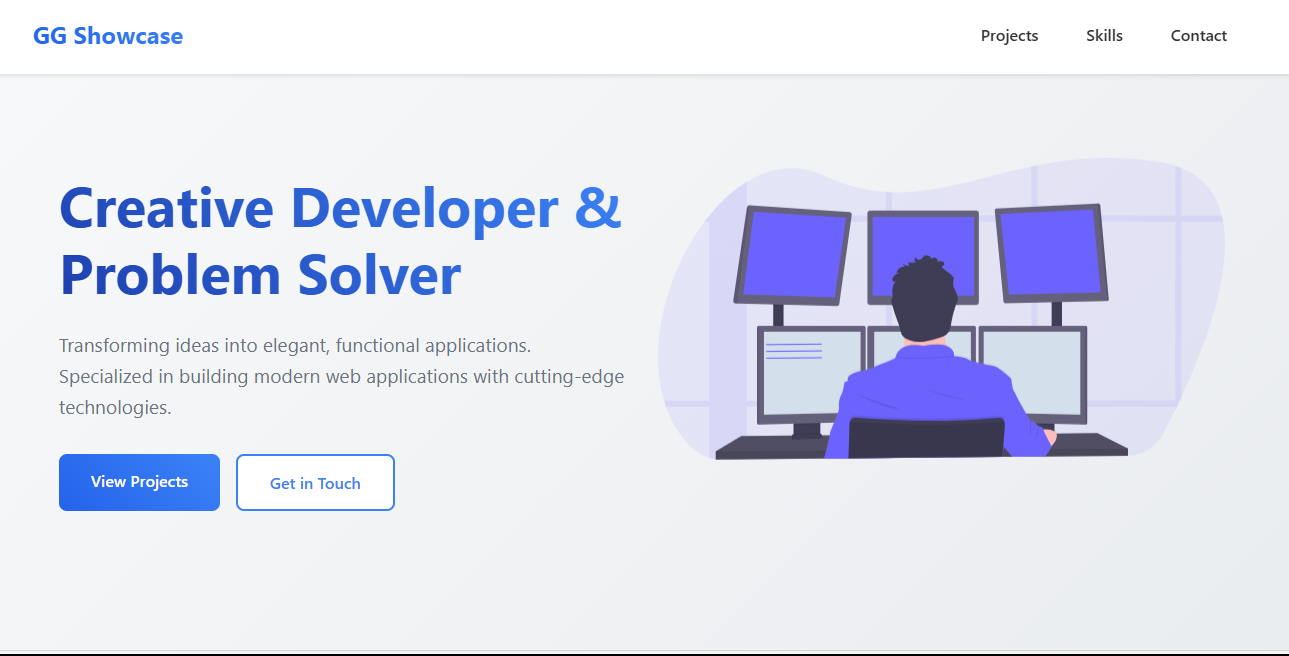 GG Showcase
Projects Skills Contact
Creative Developer &
Problem Solver
Transforming ideas into elegant, functional applications.
Specialized in building modern web applications with cutting-edge
technologies.
View Projects Get in Touch